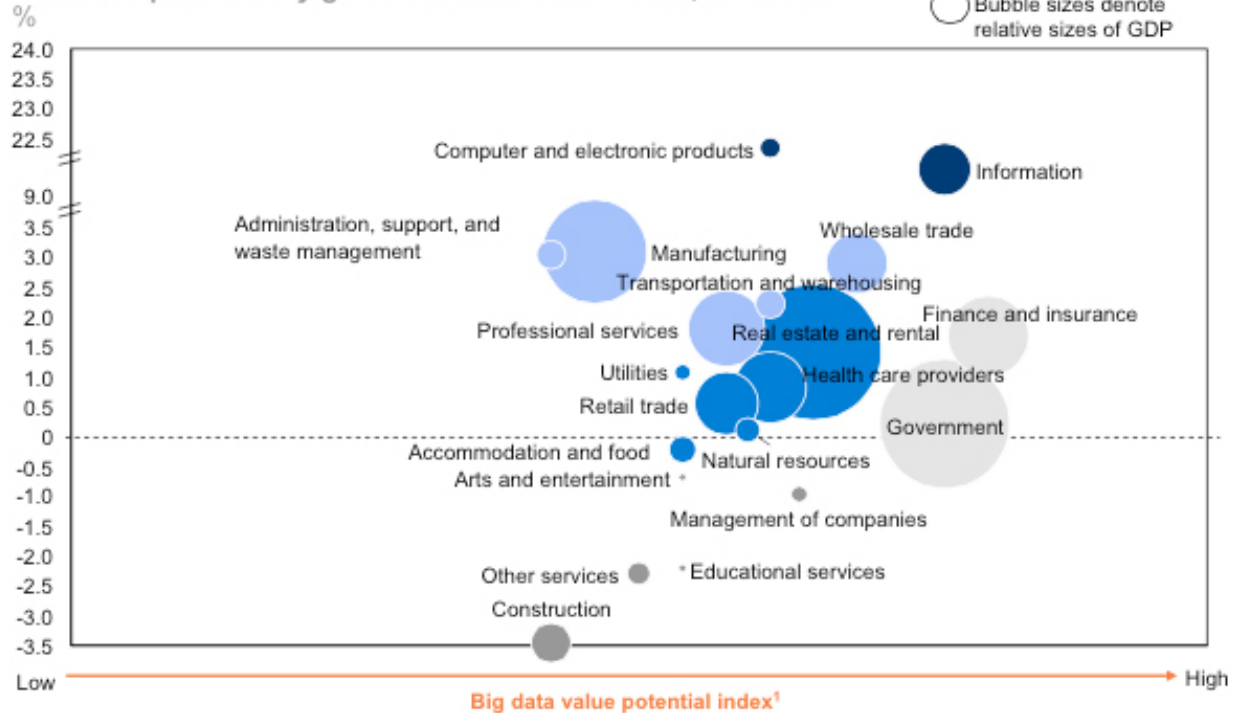 %
Bubble sizes denote
relative sizes of GDP
24.0
23.5
23.0
22.5
9.0
3.5
3.0
2.5
2.0
1.5
1.0
0.5
0
-0.5
-1.0
-1.5
-2.0
-2.5
-3.0
-3.5
Computer and electronic products
Information
Administration, support, and
waste management
Manufacturing
Wholesale trade
Transportation and warehousing
Professional services
Real estate and rental
Finance and insurance
Utilities
Health care providers
Retail trade
Government
Accommodation and food
Natural resources
Arts and entertainment
Management of companies
Other services
Educational services
Construction
Low
High
Big data value potential index¹